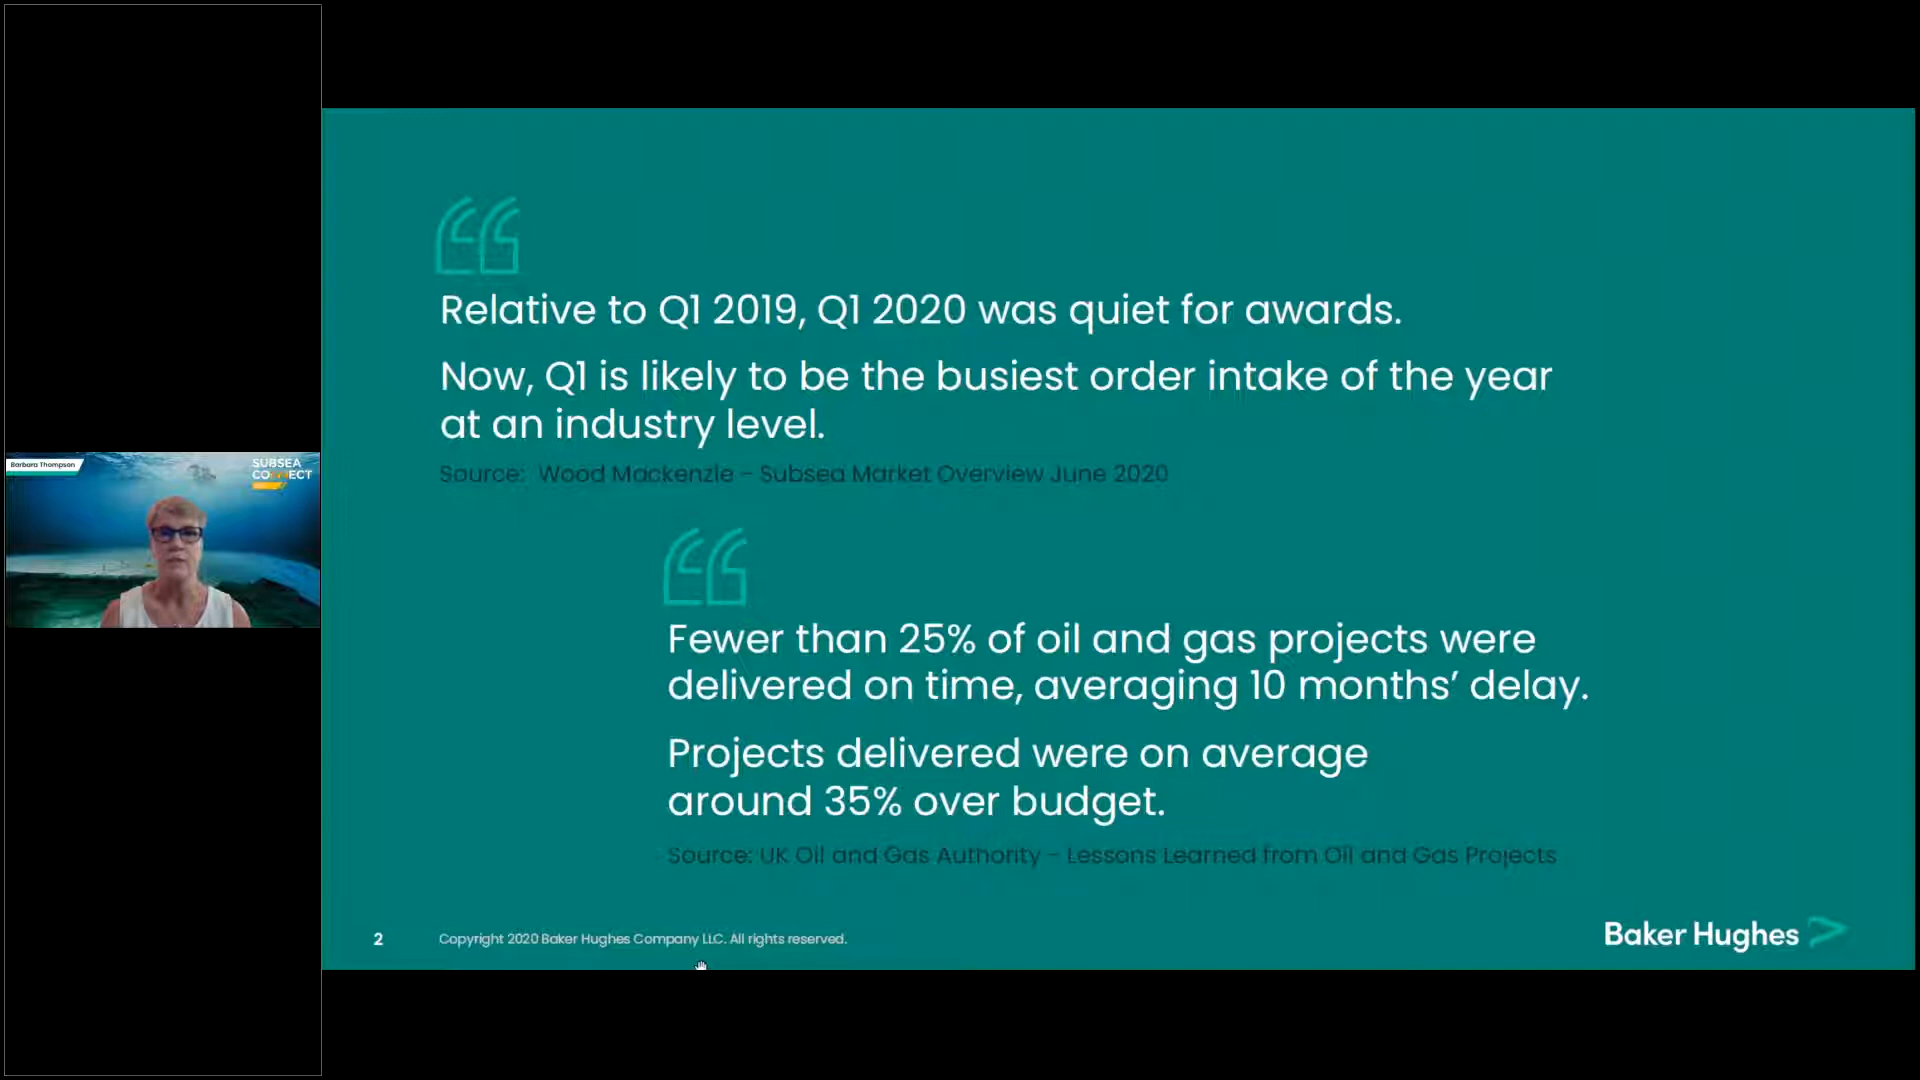 Barbara Thompson
SUBSEA
CONNECT
Relative to Q1 2019, Q1 2020 was quiet for awards.
Now, Q1 is likely to be the busiest order intake of the year
at an industry level.
Source: Wood Mackenzie – Subsea Market Overview June 2020
Fewer than 25% of oil and gas projects were
delivered on time, averaging 10 months’ delay.
Projects delivered were on average
around 35% over budget.
Source: UK Oil and Gas Authority – Lessons Learned from Oil and Gas Projects
2
Copyright 2020 Baker Hughes Company LLC. All rights reserved.
Baker Hughes